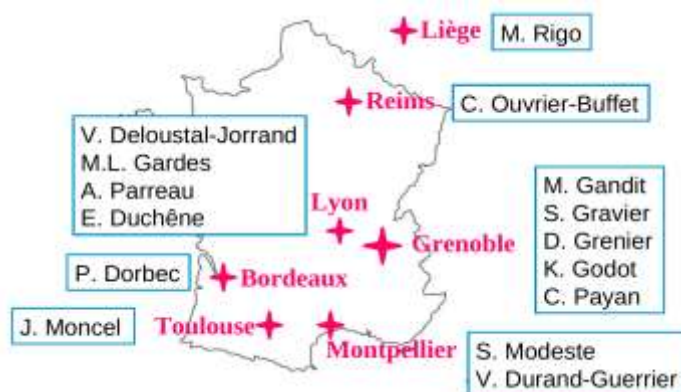 Liège
M. Rigo
Reims
C. Ouvrier-Buffet
V. Deloustal-Jorrand
M.L. Gardes
A. Parreau
E. Duchêne
Lyon
Grenoble
M. Gandit
S. Gravier
D. Grenier
K. Godot
C. Payan
P. Dorbec
Bordeaux
J. Moncel
Toulouse
Montpellier
S. Modeste
V. Durand-Guerrier